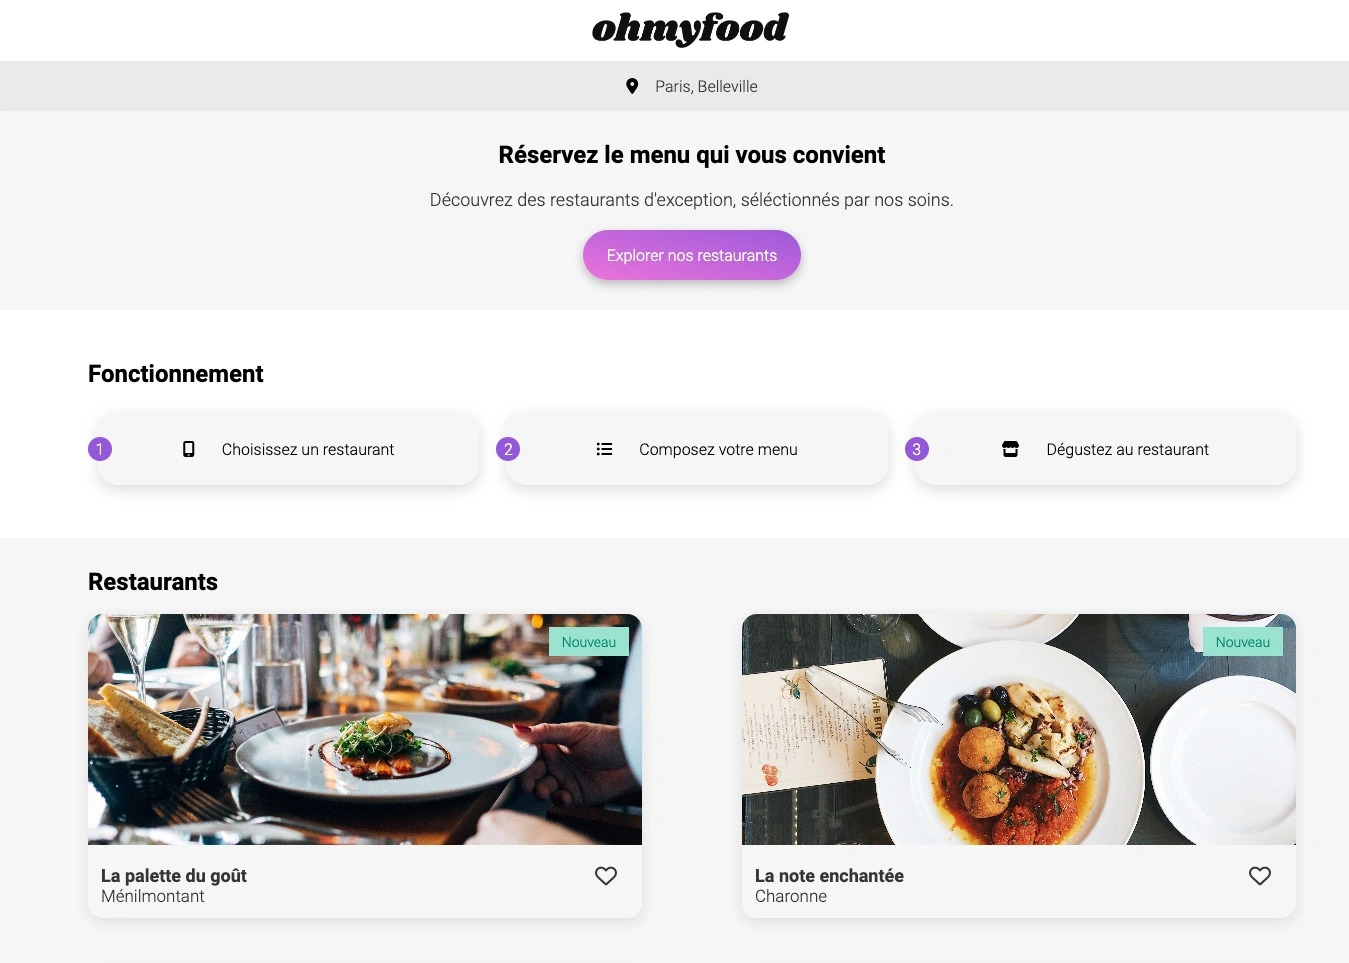 ohmyfood
Paris, Belleville
Réservez le menu qui vous convient
Découvrez des restaurants d'exception, séléctionnés par nos soins.
Explorer nos restaurants
Fonctionnement
1 Choisissez un restaurant
2 Composez votre menu
3 Dégustez au restaurant
Restaurants
Nouveau
La palette du goût
Ménilmontant
Nouveau
THE BITE
La note enchantée
Charonne